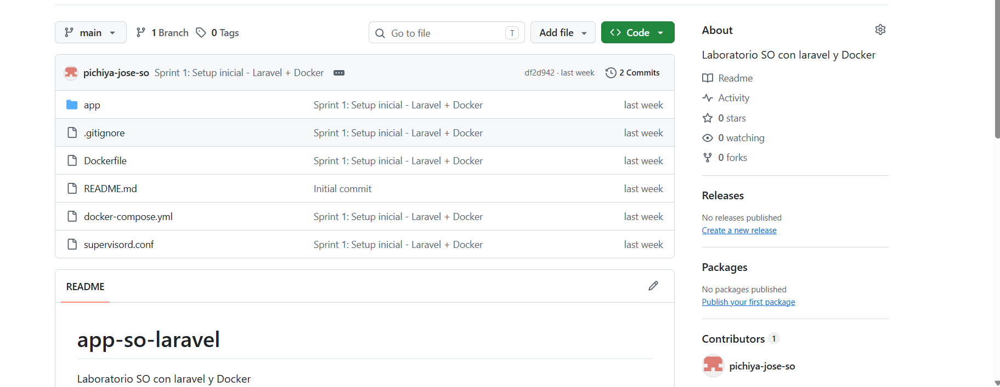 main 1 Branch 0 Tags Go to file T Add file Code
pichiya-jose-so Sprint 1: Setup inicial - Laravel + Docker df2d942 · last week 2 Commits
app Sprint 1: Setup inicial - Laravel + Docker last week
.gitignore Sprint 1: Setup inicial - Laravel + Docker last week
Dockerfile Sprint 1: Setup inicial - Laravel + Docker last week
README.md Initial commit last week
docker-compose.yml Sprint 1: Setup inicial - Laravel + Docker last week
supervisord.conf Sprint 1: Setup inicial - Laravel + Docker last week
README
app-so-laravel
Laboratorio SO con laravel y Docker
About
Laboratorio SO con laravel y Docker
Readme
Activity
0 stars
0 watching
0 forks
Releases
No releases published
Create a new release
Packages
No packages published
Publish your first package
Contributors 1
pichiya-jose-so